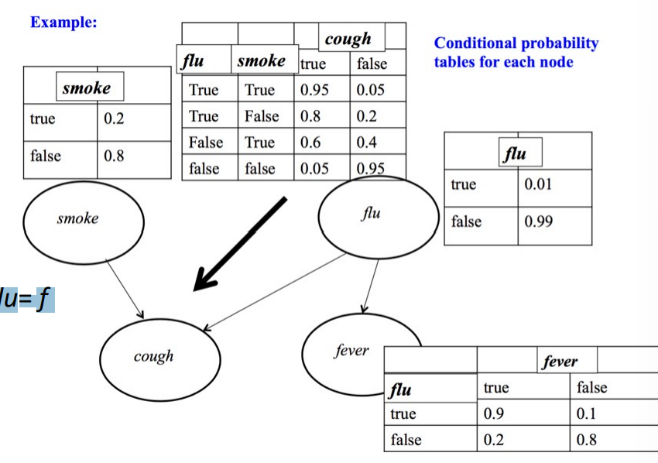 Example:
Conditional probability
tables for each node
smoke
true 0.2
false 0.8
cough
flu smoke true false
True True 0.95 0.05
True False 0.8 0.2
False True 0.6 0.4
false false 0.05 0.95
flu
true 0.01
false 0.99
smoke
flu
lu= f
cough
fever
fever
flu true false
true 0.9 0.1
false 0.2 0.8